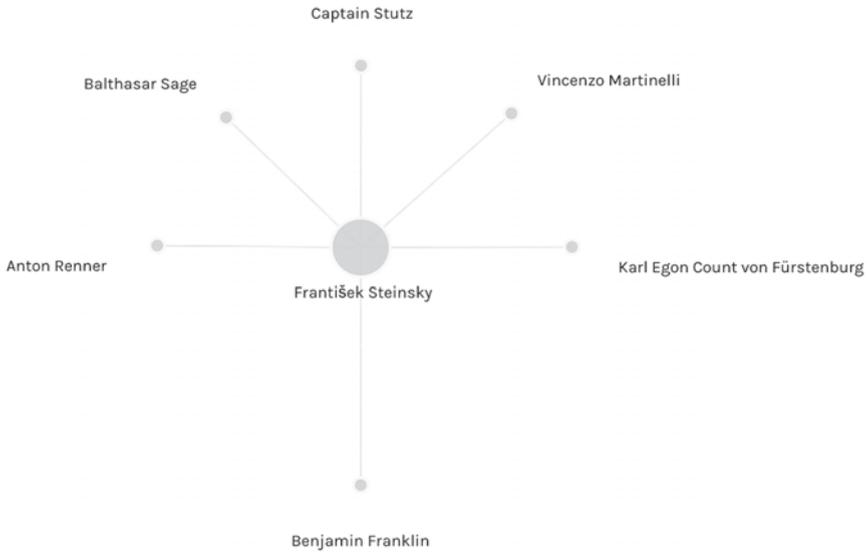 Captain Stutz
Vincenzo Martinelli
Balthasar Sage
Anton Renner
Karl Egon Count von Fürstenburg
František Steinsky
Benjamin Franklin